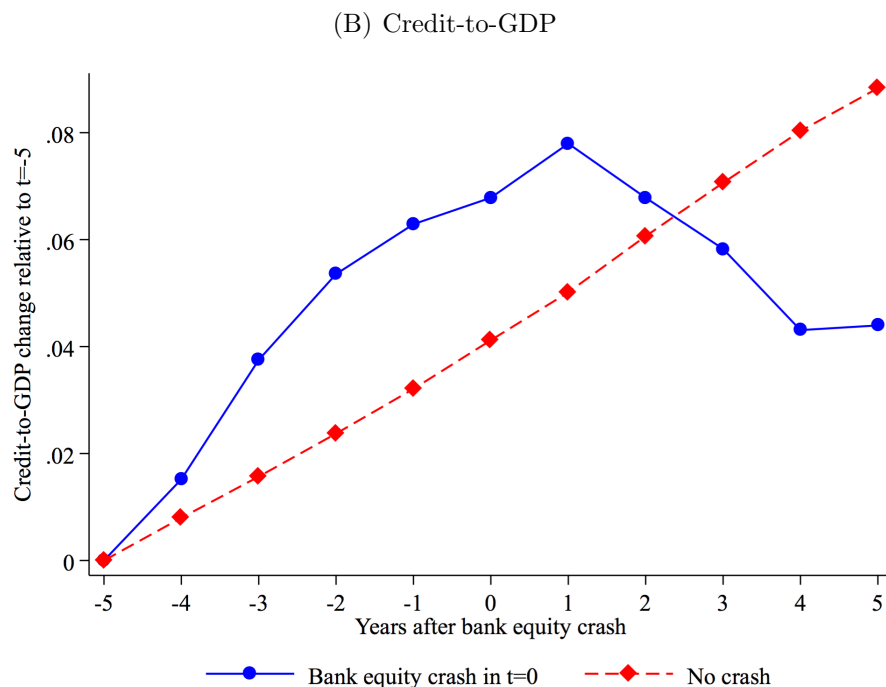 (B) Credit-to-GDP
Credit-to-GDP change relative to t=-5
.08
.06
.04
.02
0
-5 -4 -3 -2 -1 0 1 2 3 4 5
Years after bank equity crash
Bank equity crash in t=0 No crash